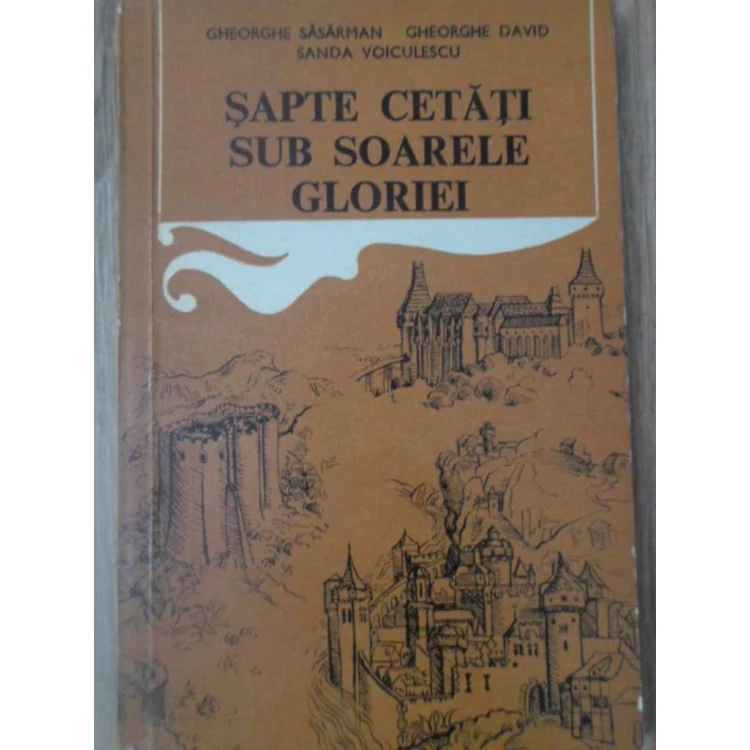 GHEORGHE SĂSĂRMAN GHEORGHE DAVID
SANDA VOICULESCU
ŞAPTE CETĂŢI
SUB SOARELE
GLORIEI